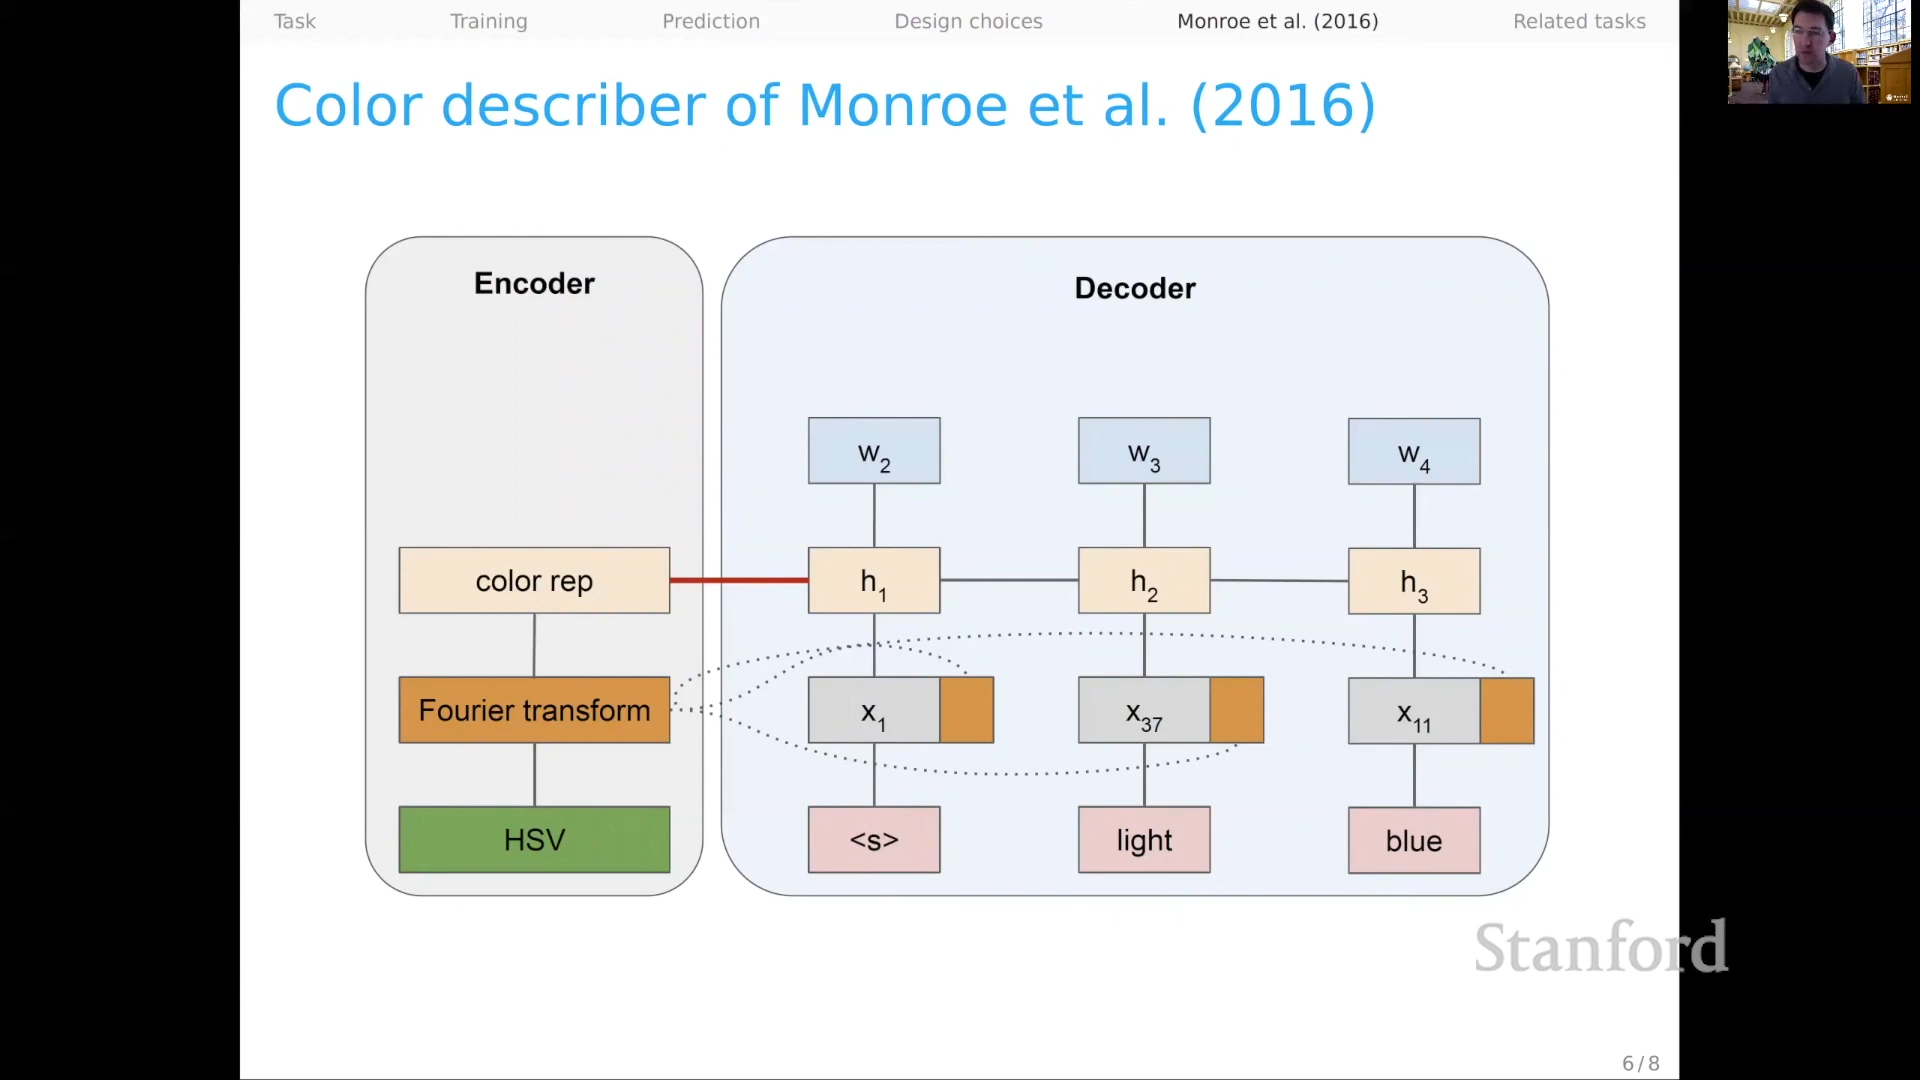 Task Training Prediction Design choices Monroe et al. (2016) Related tasks
Color describer of Monroe et al. (2016)
Encoder
Decoder
w2 w3 w4
color rep h1 h2 h3
Fourier transform x1 x37 x11
HSV <s> light blue
Stanford
6/8